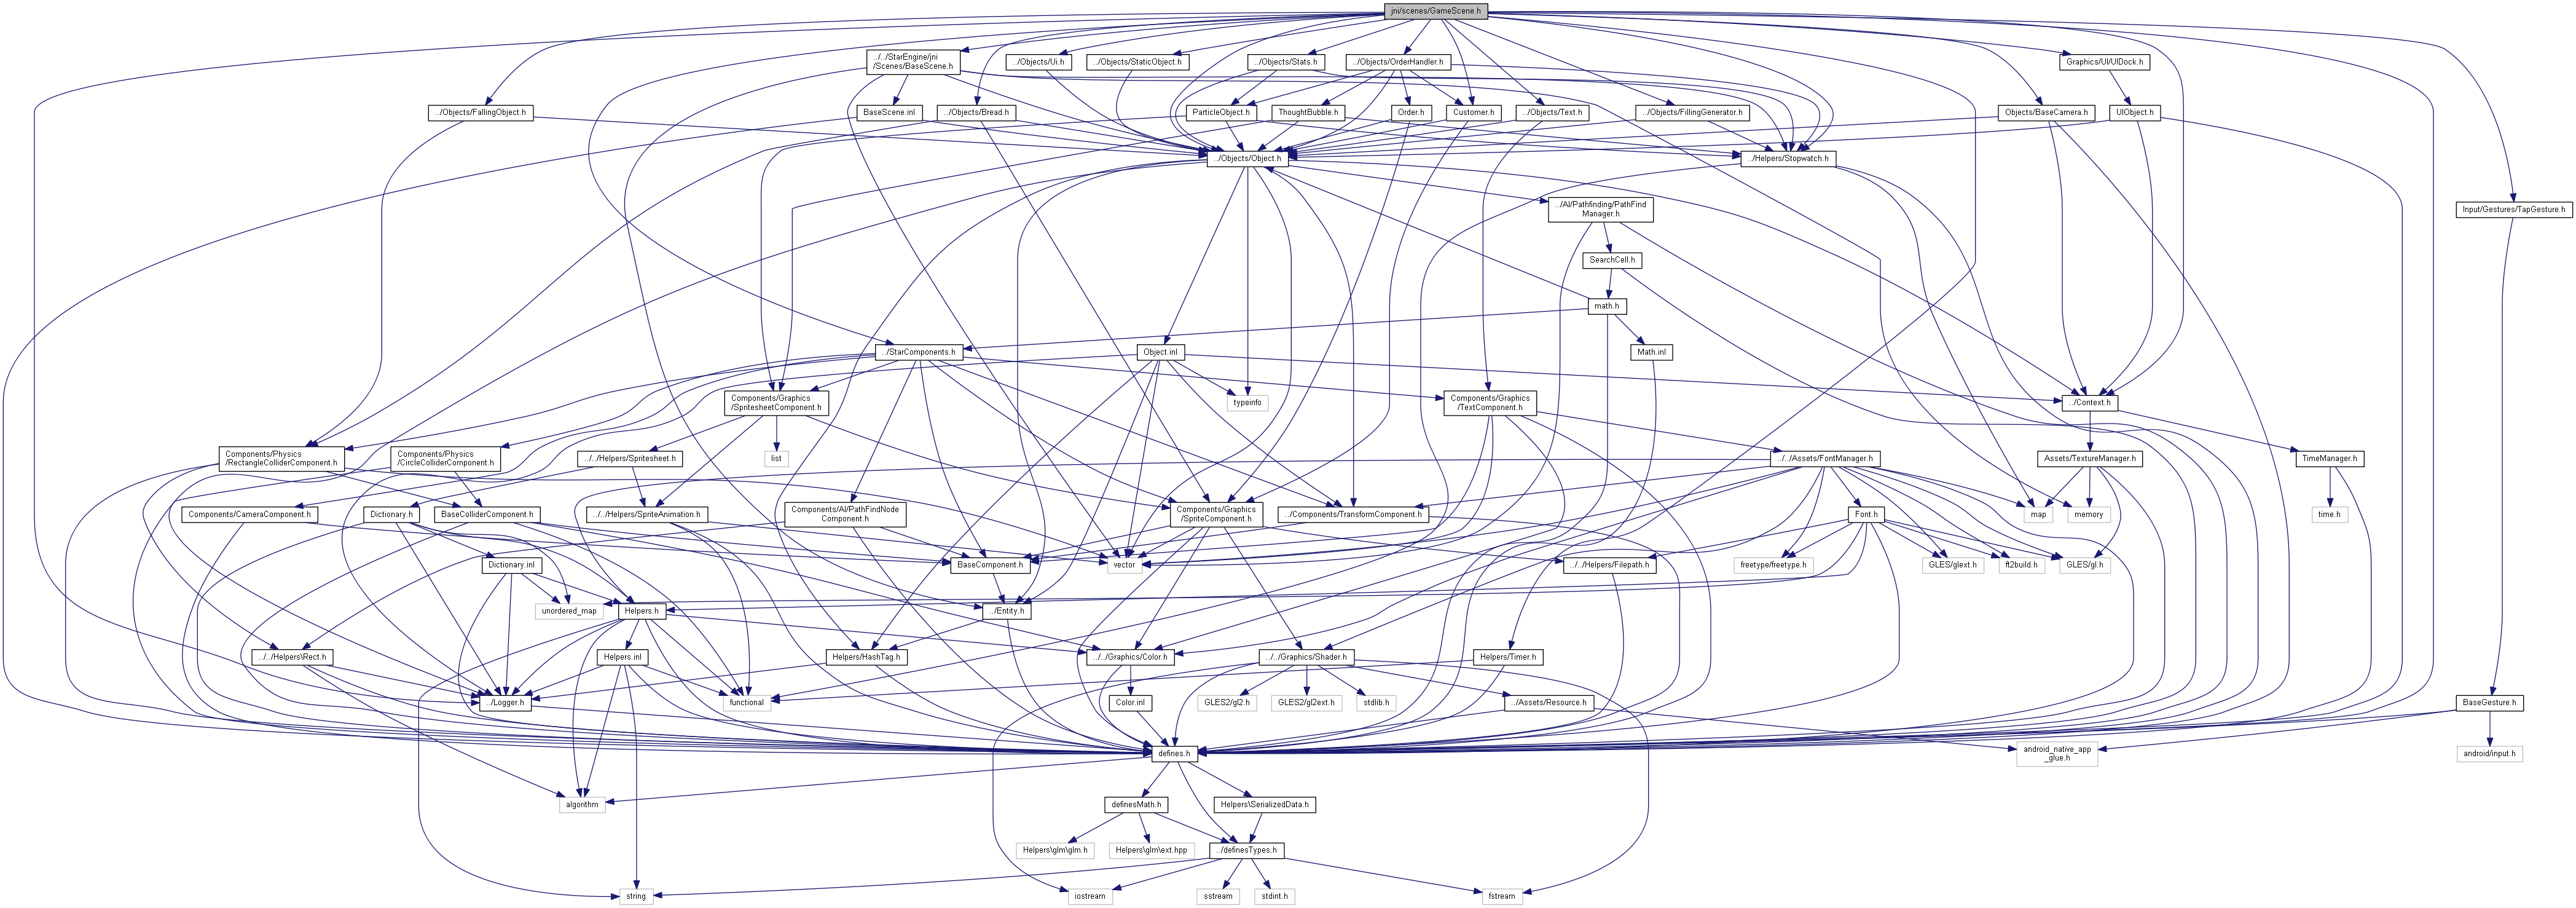 jni/scenes/GameScene.h
../../StarEngine/jni
/Scenes/BaseScene.h
../Objects/Ui.h
../Objects/StaticObject.h
../Objects/Stats.h
../Objects/OrderHandler.h
Graphics/UI/UIDock.h
../Objects/FallingObject.h
BaseScene.inl
../Objects/Bread.h
ParticleObject.h
ThoughtBubble.h
Order.h
Customer.h
../Objects/Text.h
../Objects/FillingGenerator.h
Objects/BaseCamera.h
UIObject.h
../Objects/Object.h
../Helpers/Stopwatch.h
../AI/Pathfinding/PathFind
Manager.h
Input/Gestures/TapGesture.h
SearchCell.h
math.h
../StarComponents.h
Object.inl
Math.inl
Components/Graphics
/SpritesheetComponent.h
typeinfo
Components/Graphics
/TextComponent.h
../Context.h
Components/Physics
/RectangleColliderComponent.h
Components/Physics
/CircleColliderComponent.h
../../Helpers/Spritesheet.h
list
../../Assets/FontManager.h
Assets/TextureManager.h
TimeManager.h
Components/CameraComponent.h
Dictionary.h
BaseColliderComponent.h
../../Helpers/SpriteAnimation.h
Components/AI/PathFindNode
Component.h
Components/Graphics
/SpriteComponent.h
../Components/TransformComponent.h
Font.h
map
memory
time.h
Dictionary.inl
BaseComponent.h
vector
../../Helpers/Filepath.h
freetype/freetype.h
GLES/glext.h
ft2build.h
GLES/gl.h
unordered_map
Helpers.h
../Entity.h
../../Helpers\Rect.h
Helpers.inl
Helpers/HashTag.h
../../Graphics/Color.h
../../Graphics/Shader.h
Helpers/Timer.h
../Logger.h
functional
Color.inl
GLES2/gl2.h
GLES2/gl2ext.h
stdlib.h
../Assets/Resource.h
BaseGesture.h
defines.h
android_native_app
_glue.h
android/input.h
algorithm
definesMath.h
Helpers\SerializedData.h
Helpers\glm\glm.h
Helpers\glm\ext.hpp
../definesTypes.h
string
iostream
sstream
stdint.h
fstream